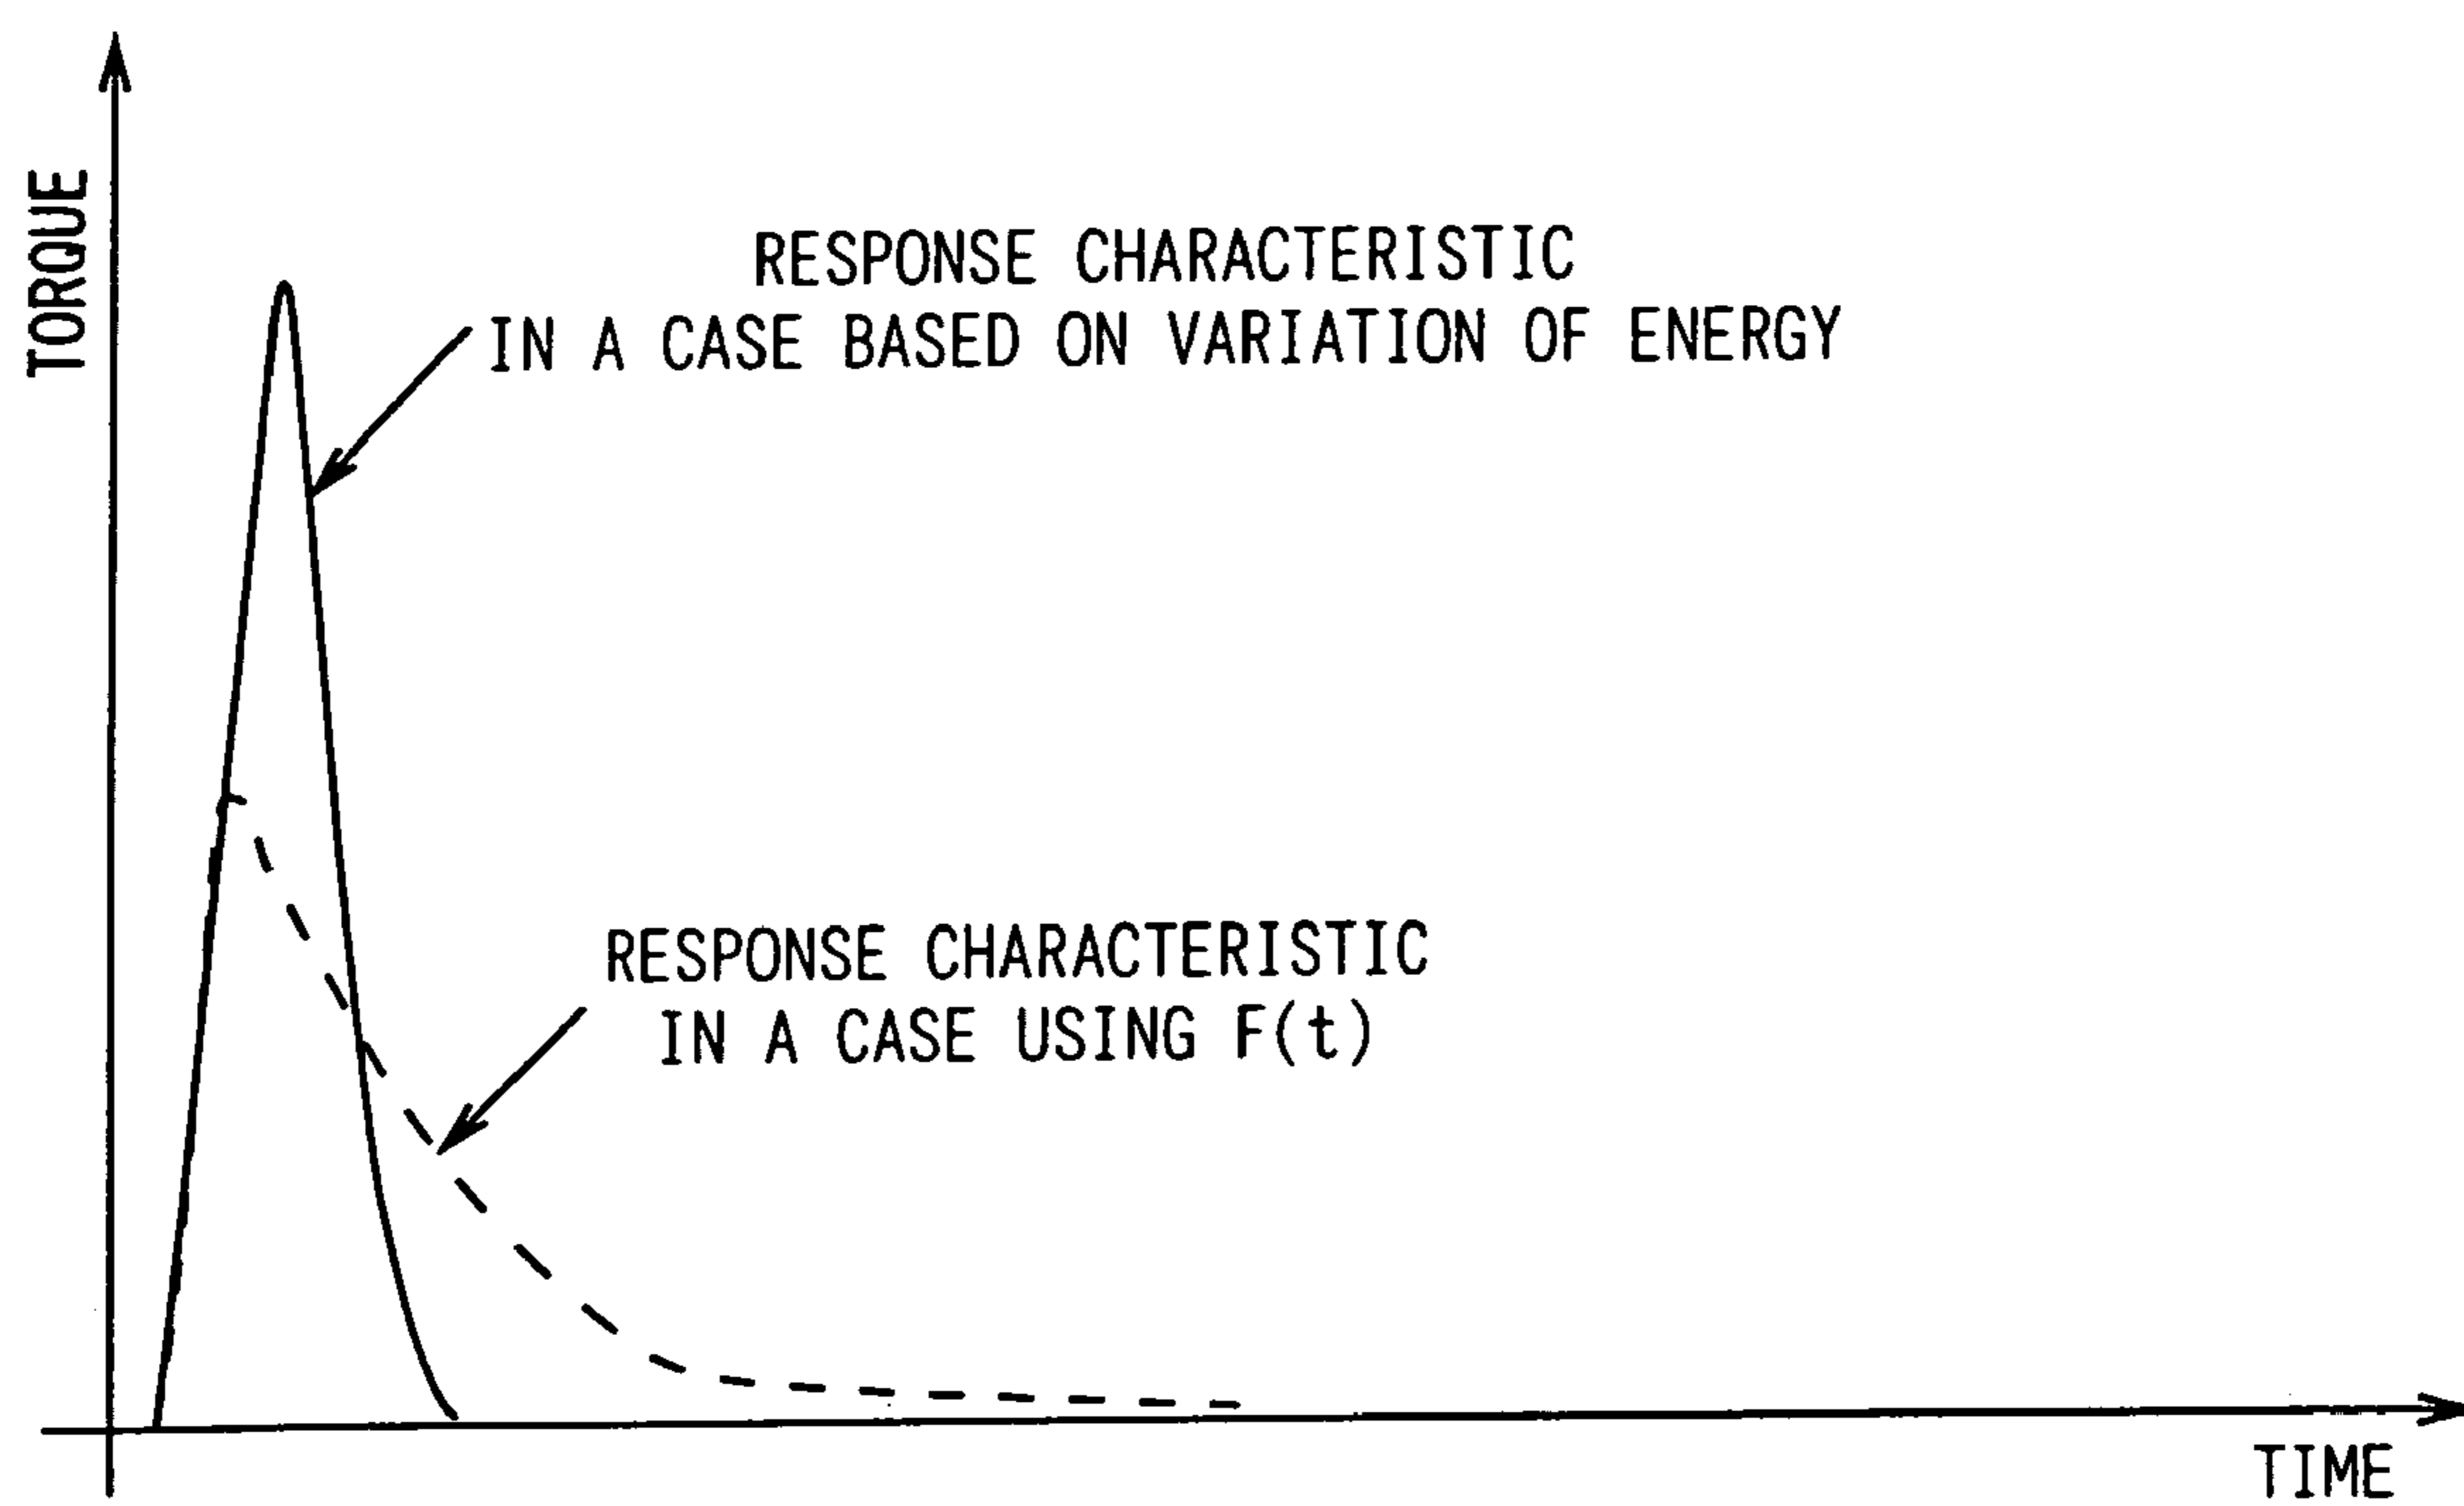 TORQUE
RESPONSE CHARACTERISTIC
IN A CASE BASED ON VARIATION OF ENERGY
RESPONSE CHARACTERISTIC
IN A CASE USING F(t)
TIME